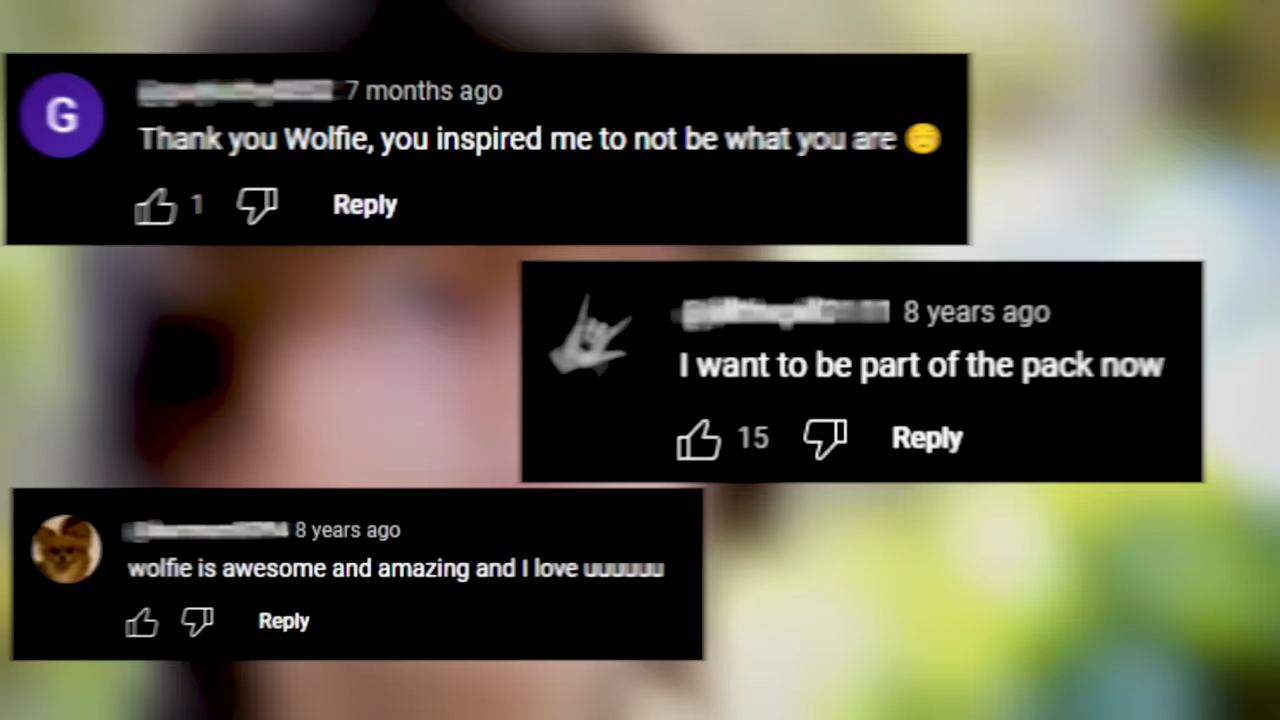 G
7 months ago
Thank you Wolfie, you inspired me to not be what you are 😌
1 Reply
8 years ago
I want to be part of the pack now
15 Reply
8 years ago
wolfie is awesome and amazing and I love uuuuuu
Reply